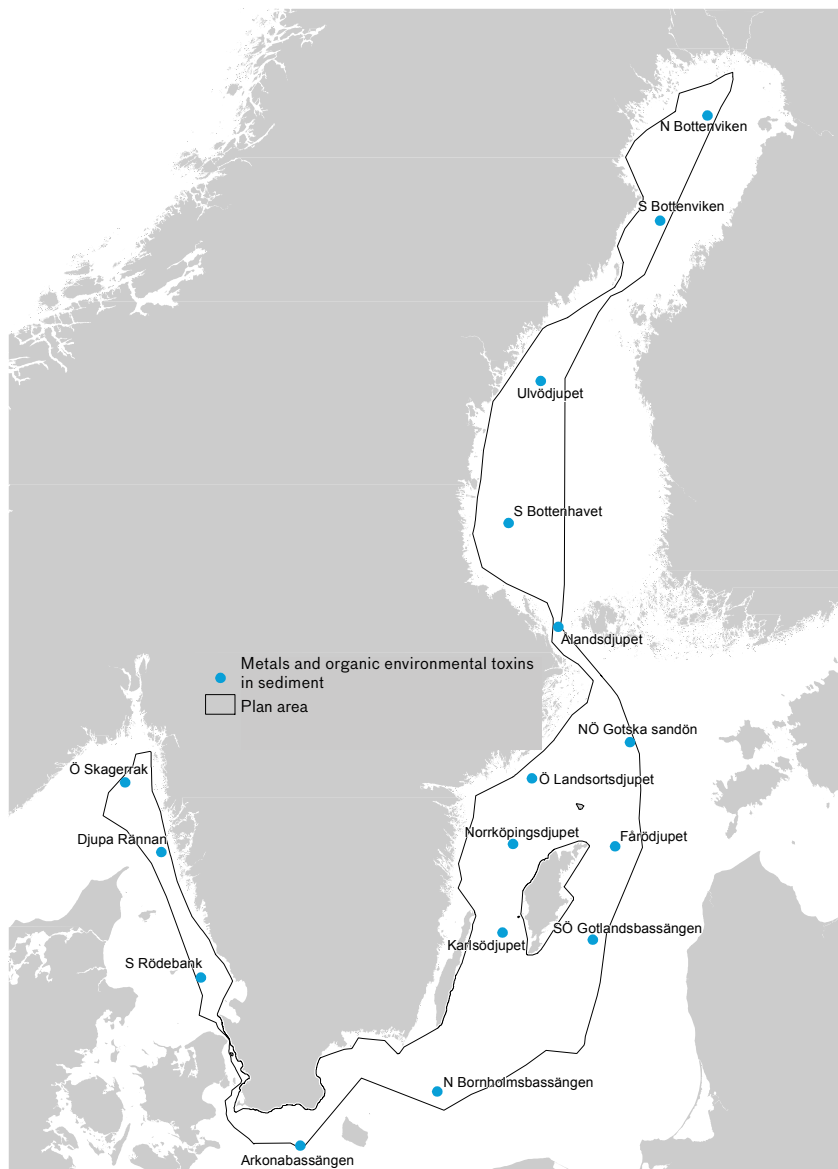 N Bottenviken
S Bottenviken
Ulvödjupet
S Bottenhavet
Ålandsdjupet
Metals and organic environmental toxins
in sediment
Plan area
NÖ Gotska sandön
Ö Skagerrak
Ö Landsortsdjupet
Djupa Rännan
Norrköpingsdjupet
Fårödjupet
SÖ Gotlandsbassängen
Karlsödjupet
S Rödebank
N Bornholmsbassängen
Arkonabassängen